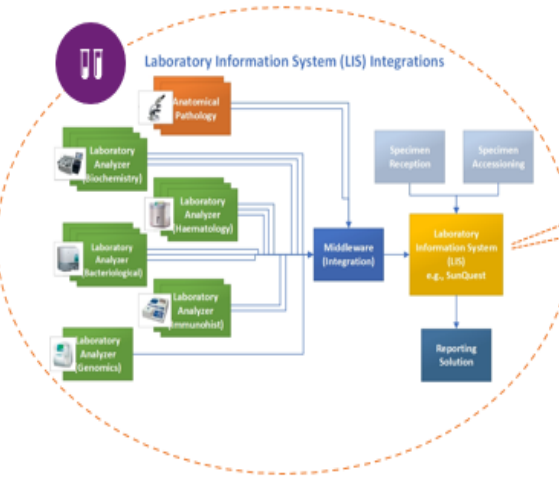 Laboratory Information System (LIS) Integrations
Anatomical
Pathology
Laboratory
Analyzer
(Biochemistry)
Specimen
Reception
Specimen
Accessioning
Laboratory
Analyzer
(Haematology)
Laboratory
Analyzer
(Bacteriological)
Middleware
(Integration)
Laboratory
Information System
(LIS)
e.g., SunQuest
Laboratory
Analyzer
(Immunohist)
Laboratory
Analyzer
(Genomics)
Reporting
Solution